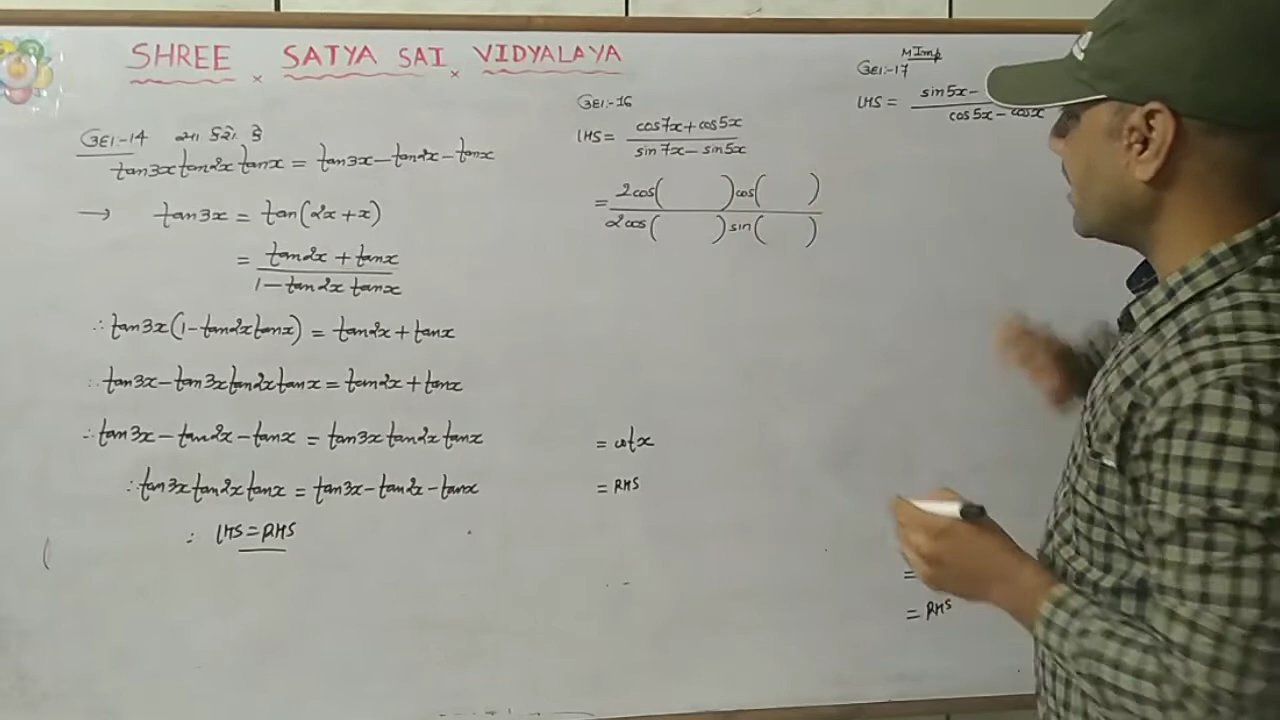 SHREE × SATYA SAI × VIDYALAYA
ઉદા.-14 સા કરો કે
tan3x tan2x tanx = tan3x - tan2x - tanx
→ tan3x = tan(2x + x)
= (tan2x + tanx) / (1 - tan2x tanx)
∴ tan3x(1 - tan2x tanx) = tan2x + tanx
∴ tan3x - tan3x tan2x tanx = tan2x + tanx
∴ tan3x - tan2x - tanx = tan3x tan2x tanx
∴ tan3x tan2x tanx = tan3x - tan2x - tanx
∴ LHS = RHS
ઉદા.-16
LHS = (cos7x + cos5x) / (sin7x - sin5x)
= 2cos( ) cos( ) / 2cos( ) sin( )
= cotx
= RHS
M Imp
ઉદા.-17
LHS = sin5x - / cos5x - cosx
=
= RHS